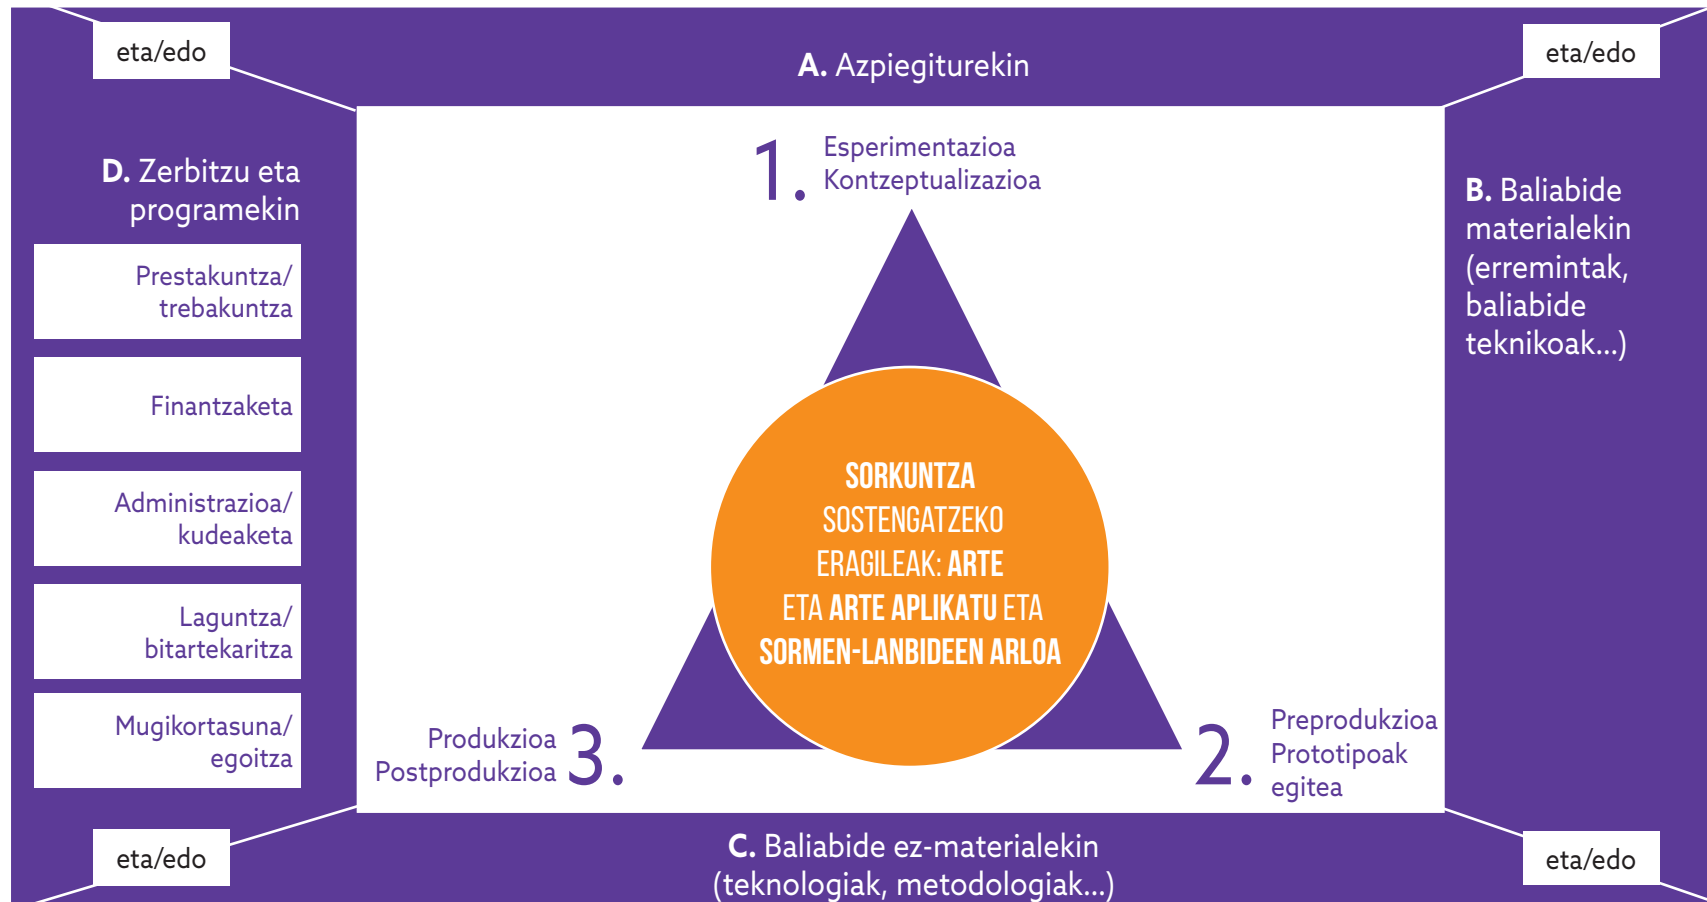 eta/edo
A. Azpiegiturekin
eta/edo
D. Zerbitzu eta
programekin
Prestakuntza/
trebakuntza
Finantzaketa
Administrazioa/
kudeaketa
Laguntza/
bitartekaritza
Mugikortasuna/
egoitza
1.
Esperimentazioa
Kontzeptualizazioa
B. Baliabide
materialekin
(erremintak,
baliabide
teknikoak...)
SORKUNTZA
SOSTENGATZEKO
ERAGILEAK: ARTE
ETA ARTE APLIKATU ETA
SORMEN-LANBIDEEN ARLOA
Produkzioa
Postprodukzioa
3.
2.
Preprodukzioa
Prototipoak
egitea
eta/edo
C. Baliabide ez-materialekin
(teknologiak, metodologiak...)
eta/edo